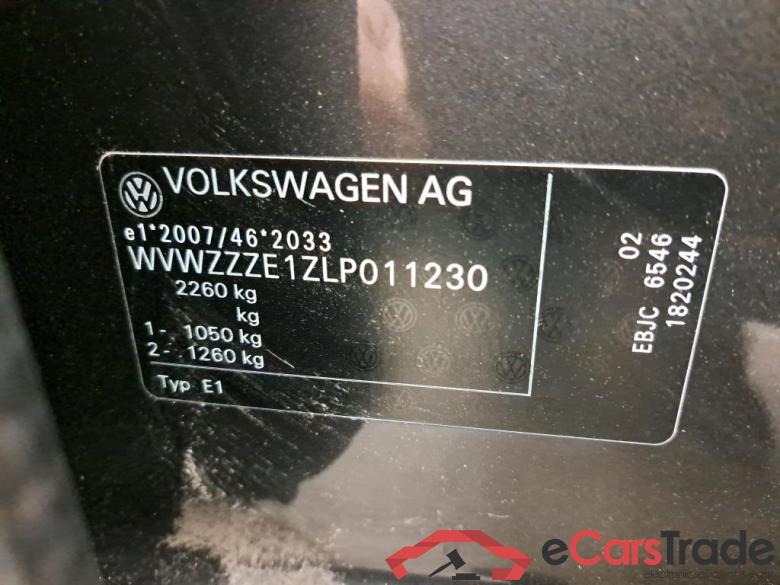 VOLKSWAGEN AG
e1*2007/46*2033
WVWZZZE1ZLP011230
2260 kg
kg
1- . 1050 kg
2- . 1260 kg
Typ E1
02
EBJC 6546
1820244
eCarsTrade